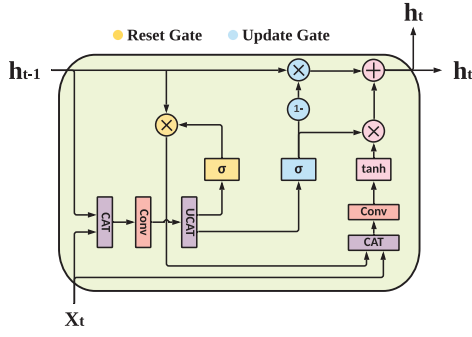 hₜ
Reset Gate Update Gate
hₜ₋₁ × + hₜ
1-
× ×
σ σ tanh
CAT Conv UCAT Conv
CAT
Xₜ